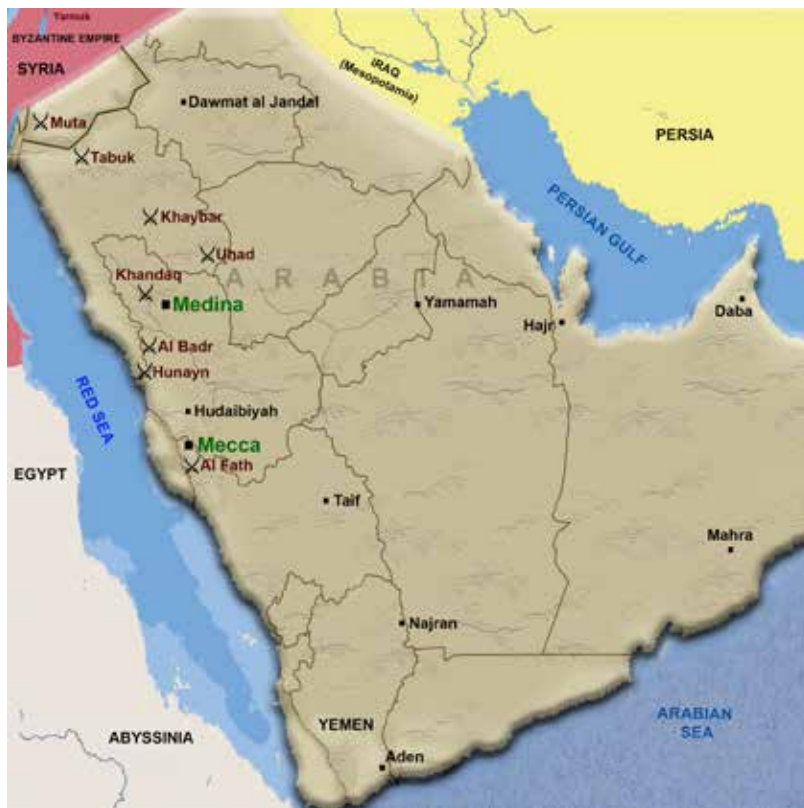 Yarmuk
BYZANTINE EMPIRE
SYRIA
IRAQ
(Mesopotamia)
PERSIA
Dawmat al Jandal
Muta
Tabuk
Khaybar
Uhad
PERSIAN GULF
Khandaq
ARABIA
Medina
Yamamah
Hajr
Daba
Al Badr
Hunayn
RED SEA
Hudaibiyah
Mecca
Al Fath
EGYPT
Taif
Mahra
Najran
YEMEN
ARABIAN
SEA
ABYSSINIA
Aden